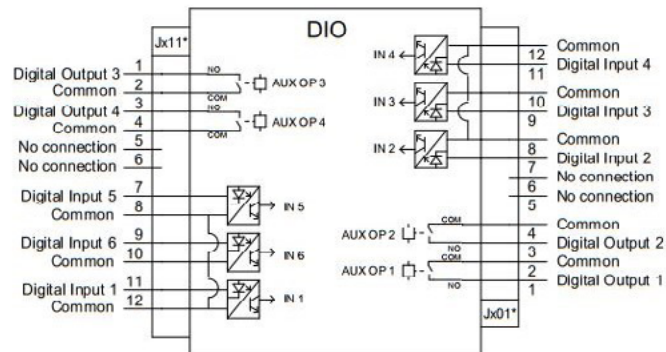 DIO
Jx11*
Digital Output 3 1 NO
Common 2 COM AUX OP 3
Digital Output 4 3 NO
Common 4 COM AUX OP 4
No connection 5
No connection 6
Digital Input 5 7
Common 8 IN 5
Digital Input 6 9
Common 10 IN 6
Digital Input 1 11
Common 12 IN 1
IN 4 12 Common
11 Digital Input 4
IN 3 10 Common
9 Digital Input 3
IN 2 8 Common
7 Digital Input 2
6 No connection
5 No connection
AUX OP 2 COM 4 Common
NO 3 Digital Output 2
AUX OP 1 COM 2 Common
NO 1 Digital Output 1
Jx01*